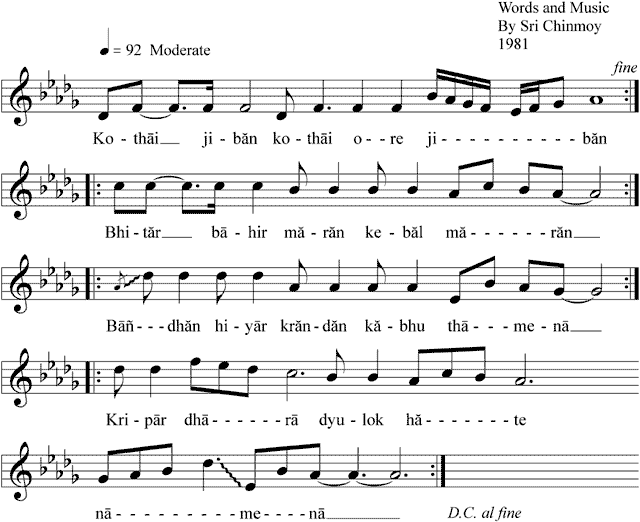 Words and Music
By Sri Chinmoy
1981
= 92 Moderate
fine
Ko-thāi ji-băn ko-thāi o--re ji---------băn
Bhi-tăr bā-hir mă-răn ke-băl mă-----răn
Bāñ---dhăn hi-yār krăn-dăn kă-bhu thā---me-nā
Kri-pār dhā------rā dyu-lok hă----te
nā----------me--nā
D.C. al fine